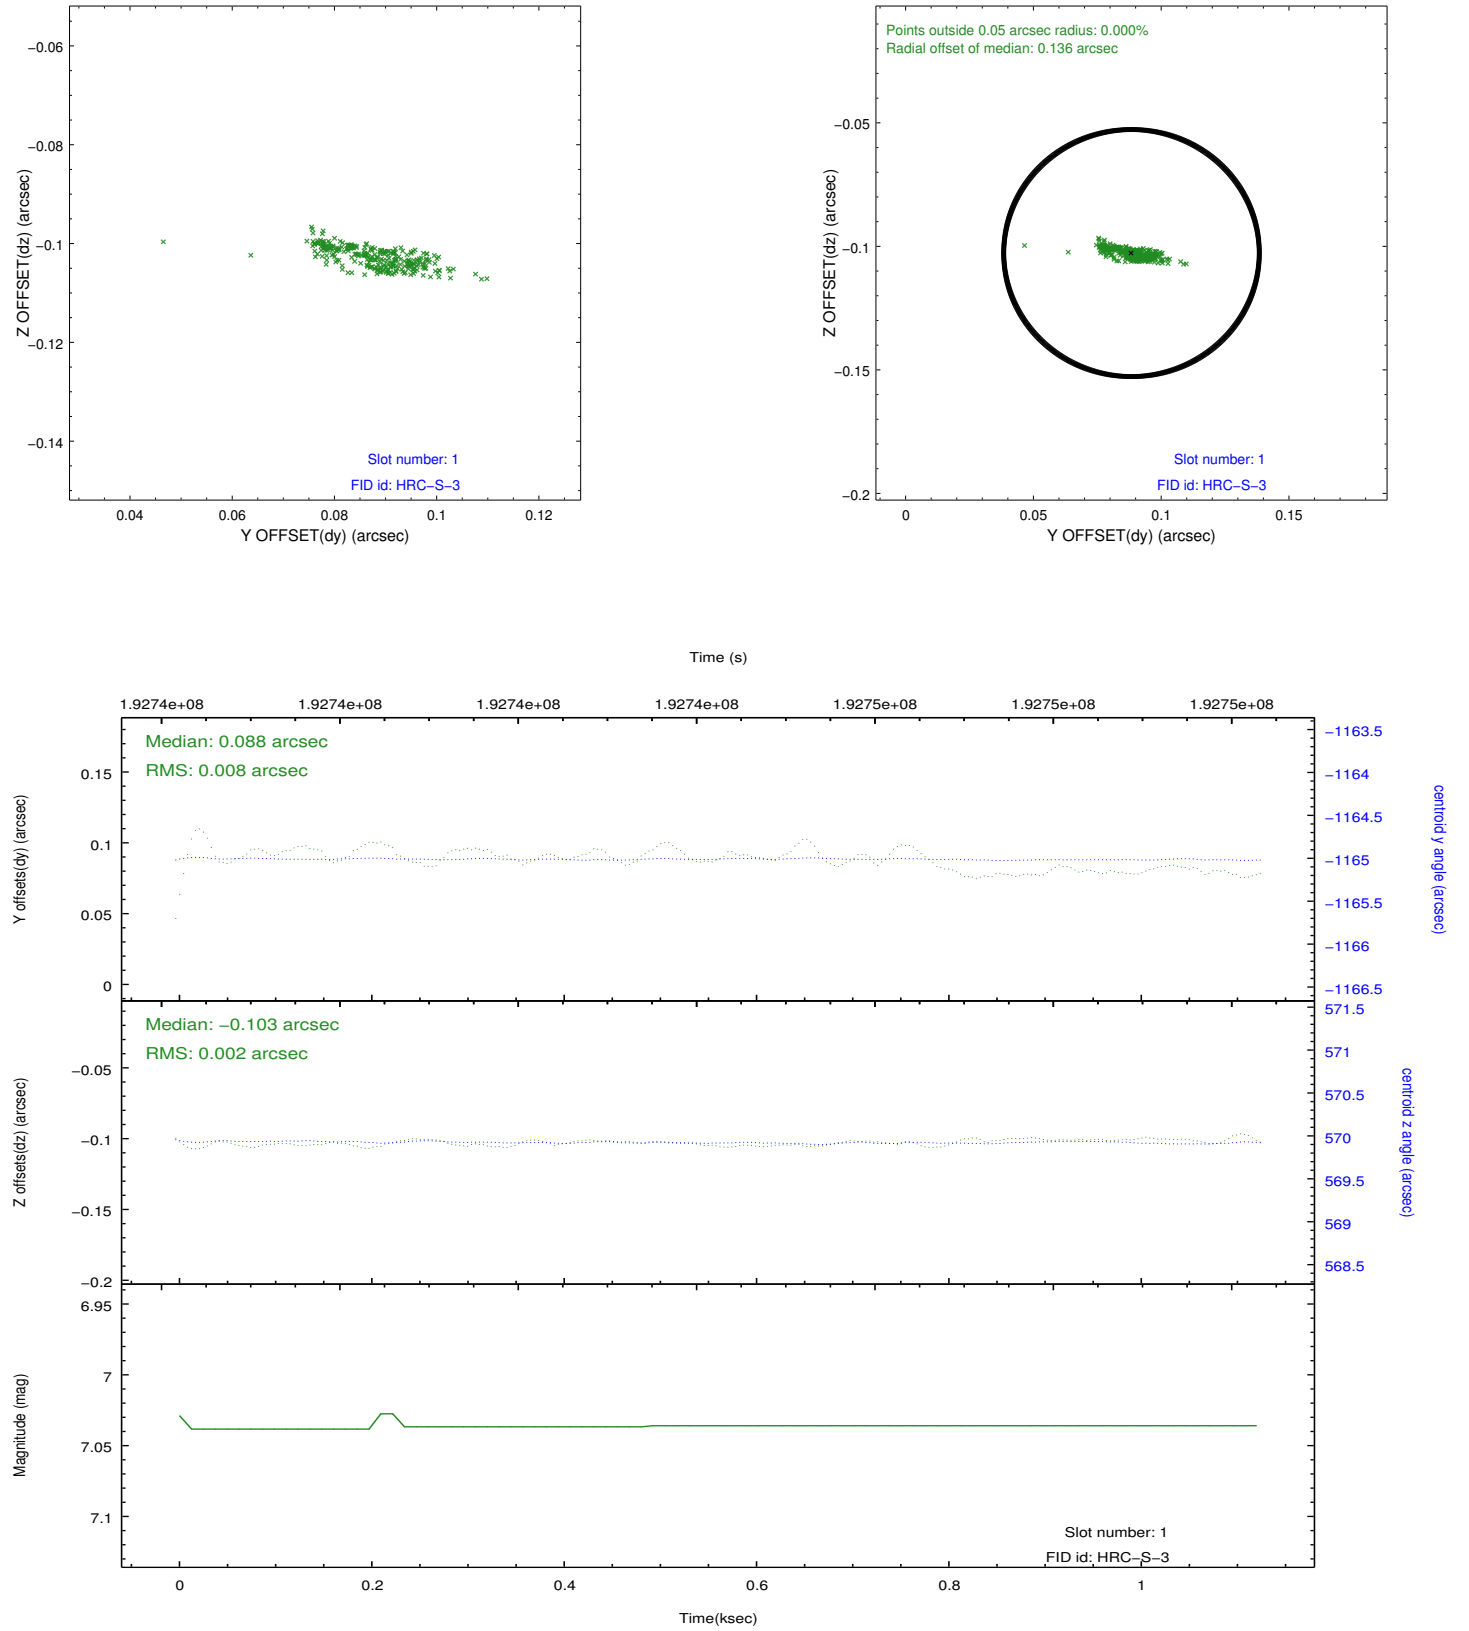 −0.06
−0.08
−0.1
−0.12
−0.14
Z OFFSET(dz) (arcsec)
Slot number: 1
FID id: HRC−S−3
0.04 0.06 0.08 0.1 0.12
Y OFFSET(dy) (arcsec)
Points outside 0.05 arcsec radius: 0.000%
Radial offset of median: 0.136 arcsec
−0.05
−0.1
−0.15
−0.2
Z OFFSET(dz) (arcsec)
Slot number: 1
FID id: HRC−S−3
0 0.05 0.1 0.15
Y OFFSET(dy) (arcsec)
Time (s)
1.9274e+08 1.9274e+08 1.9274e+08 1.9274e+08 1.9275e+08 1.9275e+08 1.9275e+08
Median: 0.088 arcsec
RMS: 0.008 arcsec
0.15
0.1
0.05
0
Y offsets(dy) (arcsec)
−1163.5
−1164
−1164.5
−1165
−1165.5
−1166
−1166.5
centroid y angle (arcsec)
Median: −0.103 arcsec
RMS: 0.002 arcsec
−0.05
−0.1
−0.15
−0.2
Z offsets(dz) (arcsec)
571.5
571
570.5
570
569.5
569
568.5
centroid z angle (arcsec)
6.95
7
7.05
7.1
Magnitude (mag)
Slot number: 1
FID id: HRC−S−3
0 0.2 0.4 0.6 0.8 1
Time(ksec)